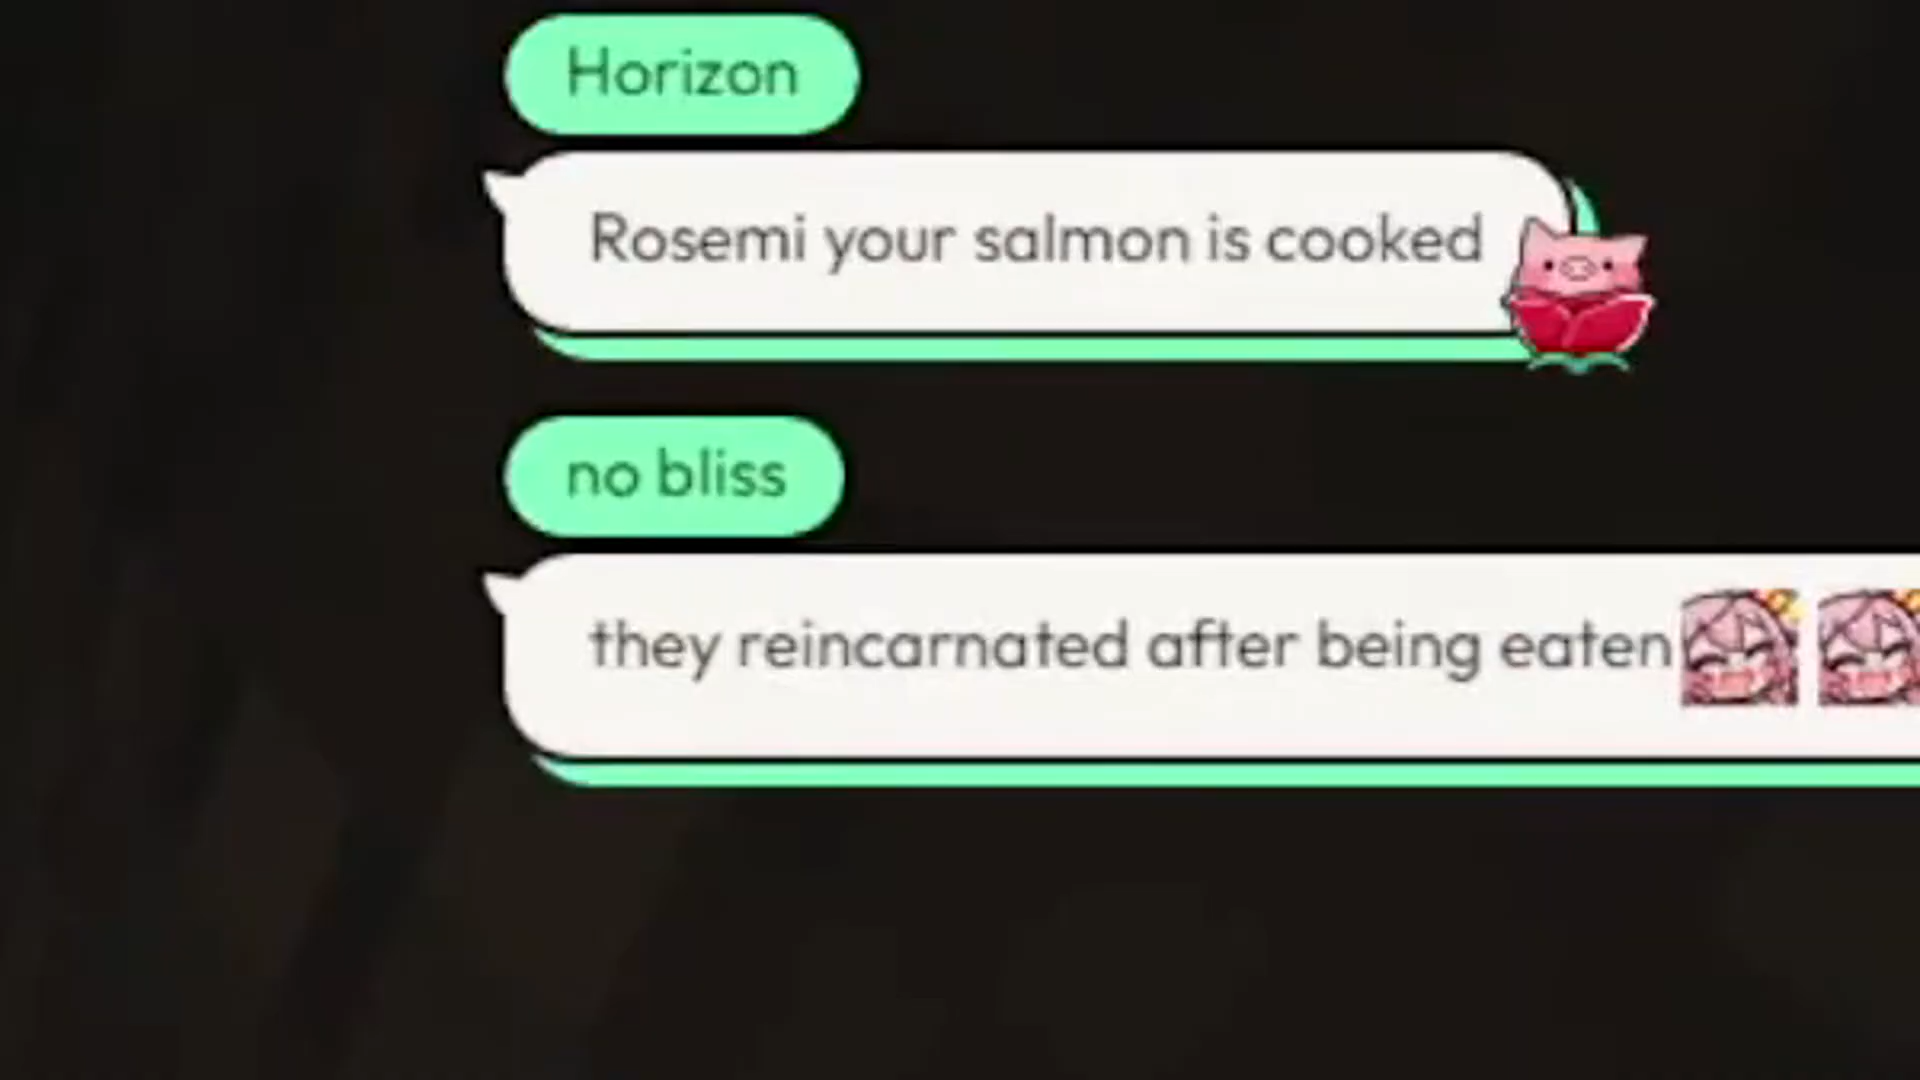 Horizon
Rosemi your salmon is cooked
no bliss
they reincarnated after being eaten